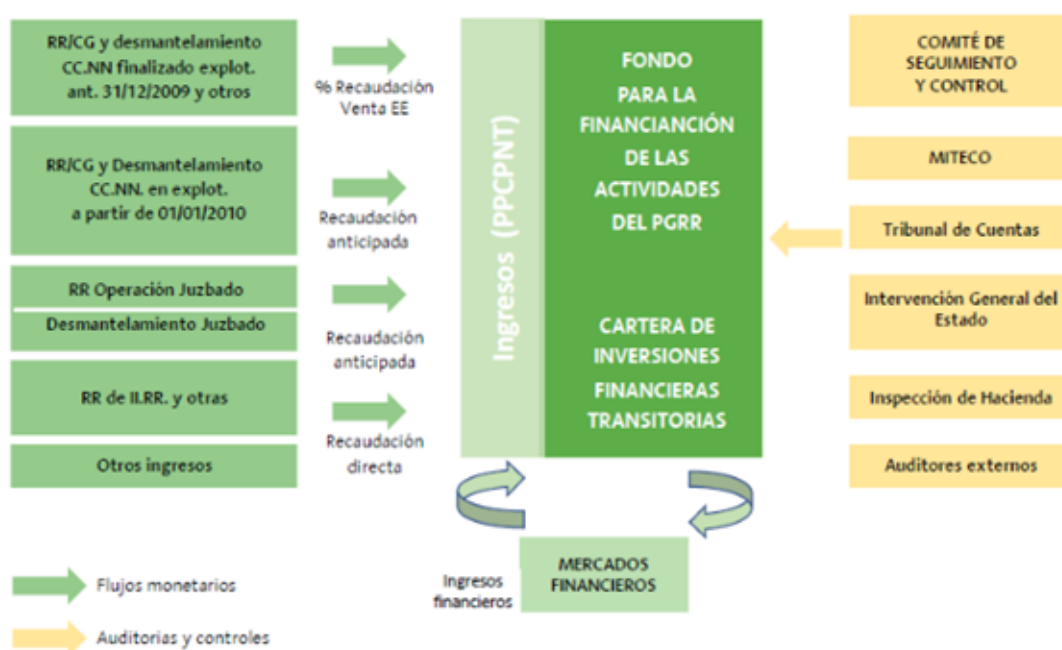 RR/CG y desmantelamiento
CC.NN finalizado explot.
ant. 31/12/2009 y otros
% Recaudación
Venta EE
RR/CG y Desmantelamiento
CC.NN. en explot.
a partir de 01/01/2010
Recaudación
anticipada
RR Operación Juzbado
Desmantelamiento Juzbado
Recaudación
anticipada
RR de II.RR. y otras
Recaudación
directa
Otros ingresos
Ingresos (PPCPNT)
FONDO
PARA LA
FINANCIANCIÓN
DE LAS
ACTIVIDADES
DEL PGRR
CARTERA DE
INVERSIONES
FINANCIERAS
TRANSITORIAS
COMITÉ DE
SEGUIMIENTO
Y CONTROL
MITECO
Tribunal de Cuentas
Intervención General del
Estado
Inspección de Hacienda
Auditores externos
Ingresos
financieros
MERCADOS
FINANCIEROS
Flujos monetarios
Auditorias y controles